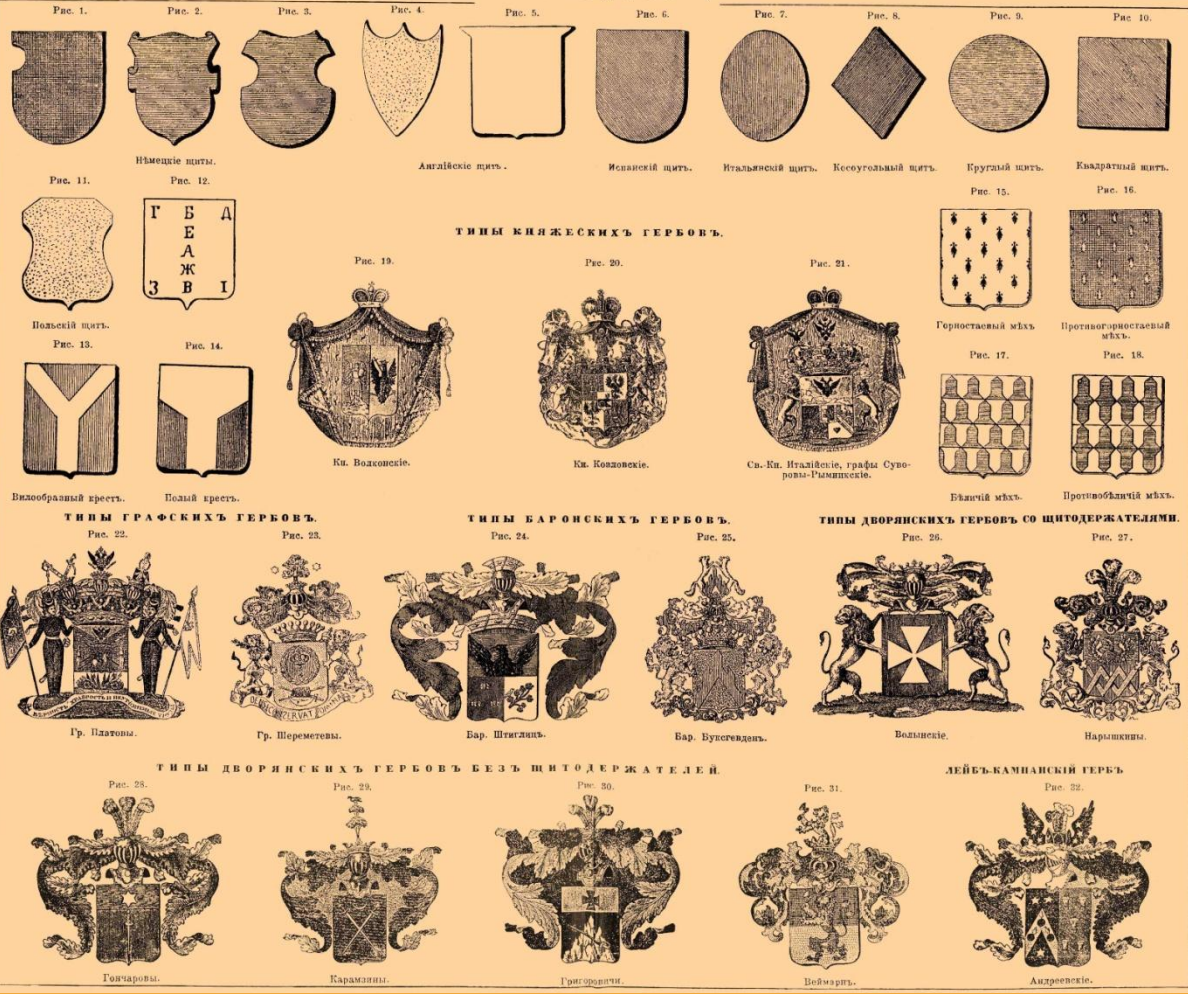 Рис. 1.
Рис. 2.
Рис. 3.
Рис. 4.
Рис. 5.
Рис. 6.
Рис. 7.
Рис. 8.
Рис. 9.
Рис 10.
Нѣмецкіе щиты.
Англійскіе щит.
Испанскій щитъ.
Итальянскій щитъ.
Косоугольный щитъ.
Круглый щитъ.
Квадратный щитъ.
Рис. 11.
Рис. 12.
Г Б Д
Е
А
Ж
З В І
Польскій щитъ.
Рис. 13.
Рис. 14.
Вилообразный крестъ.
Полый крестъ.
ТИПЫ КНЯЖЕСКИХЪ ГЕРБОВЪ.
Рис. 19.
Рис. 20.
Рис. 21.
Кн. Волконскіе.
Кн. Козловскіе.
Св.-Кн. Италійскіе, графы Суво-
ровы-Рымникскіе.
Рис. 15.
Рис. 16.
Горностаевый мѣхъ
Противогорностаевый
мѣхъ.
Рис. 17.
Рис. 18.
Бѣличій мѣхъ.
Противобѣличій мѣхъ.
ТИПЫ ГРАФСКИХЪ ГЕРБОВЪ.
Рис. 22.
Рис. 23.
Гр. Платовы.
DEUS CONSERVAT OMNIA
Гр. Шереметевы.
ТИПЫ БАРОНСКИХЪ ГЕРБОВЪ.
Рис. 24.
Рис. 25.
Бар. Штиглицъ.
Бар. Буксгевденъ.
ТИПЫ ДВОРЯНСКИХЪ ГЕРБОВЪ СО ЩИТОДЕРЖАТЕЛЯМИ.
Рис. 26.
Рис. 27.
Волынскіе.
Нарышкины.
ТИПЫ ДВОРЯНСКИХЪ ГЕРБОВЪ БЕЗЪ ЩИТОДЕРЖАТЕЛЕЙ.
Рис. 28.
Рис. 29.
Рис. 30.
Рис. 31.
Гончаровы.
Карамзины.
Григоровичи.
Веймарнъ.
ЛЕЙБЪ-КАМПАНСКІЙ ГЕРБЪ
Рис. 32.
Андреевскіе.